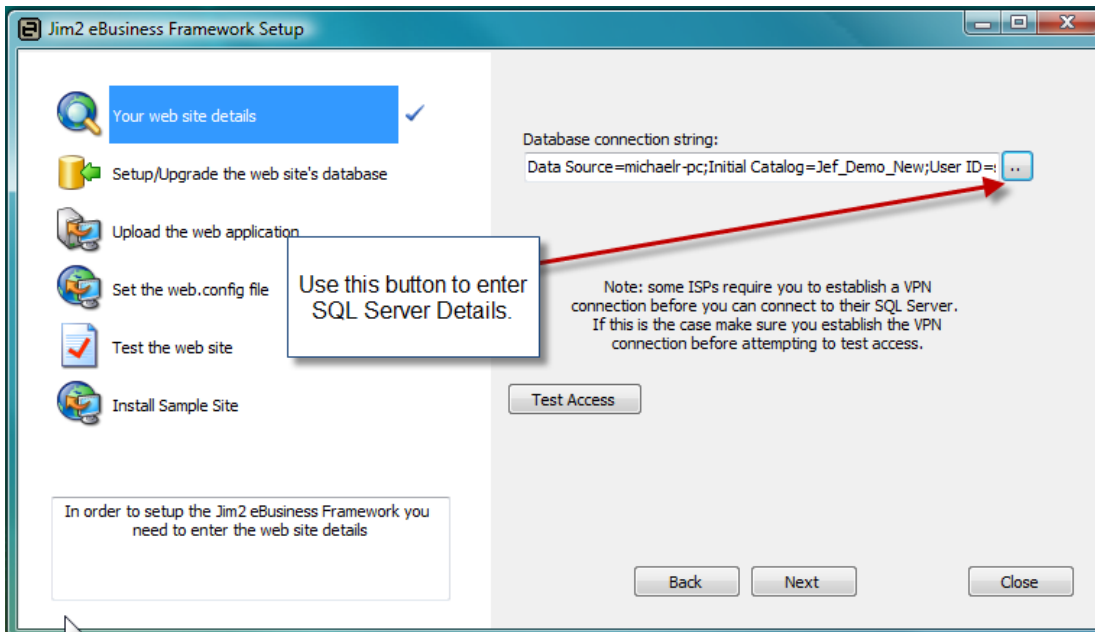 Jim2 eBusiness Framework Setup
Your web site details
Setup/Upgrade the web site's database
Upload the web application
Set the web.config file
Test the web site
Install Sample Site
In order to setup the Jim2 eBusiness Framework you
need to enter the web site details
Database connection string:
Data Source=michaelr-pc;Initial Catalog=Jef_Demo_New;User ID=
..
Use this button to enter
SQL Server Details.
Note: some ISPs require you to establish a VPN
connection before you can connect to their SQL Server.
If this is the case make sure you establish the VPN
connection before attempting to test access.
Test Access
Back
Next
Close